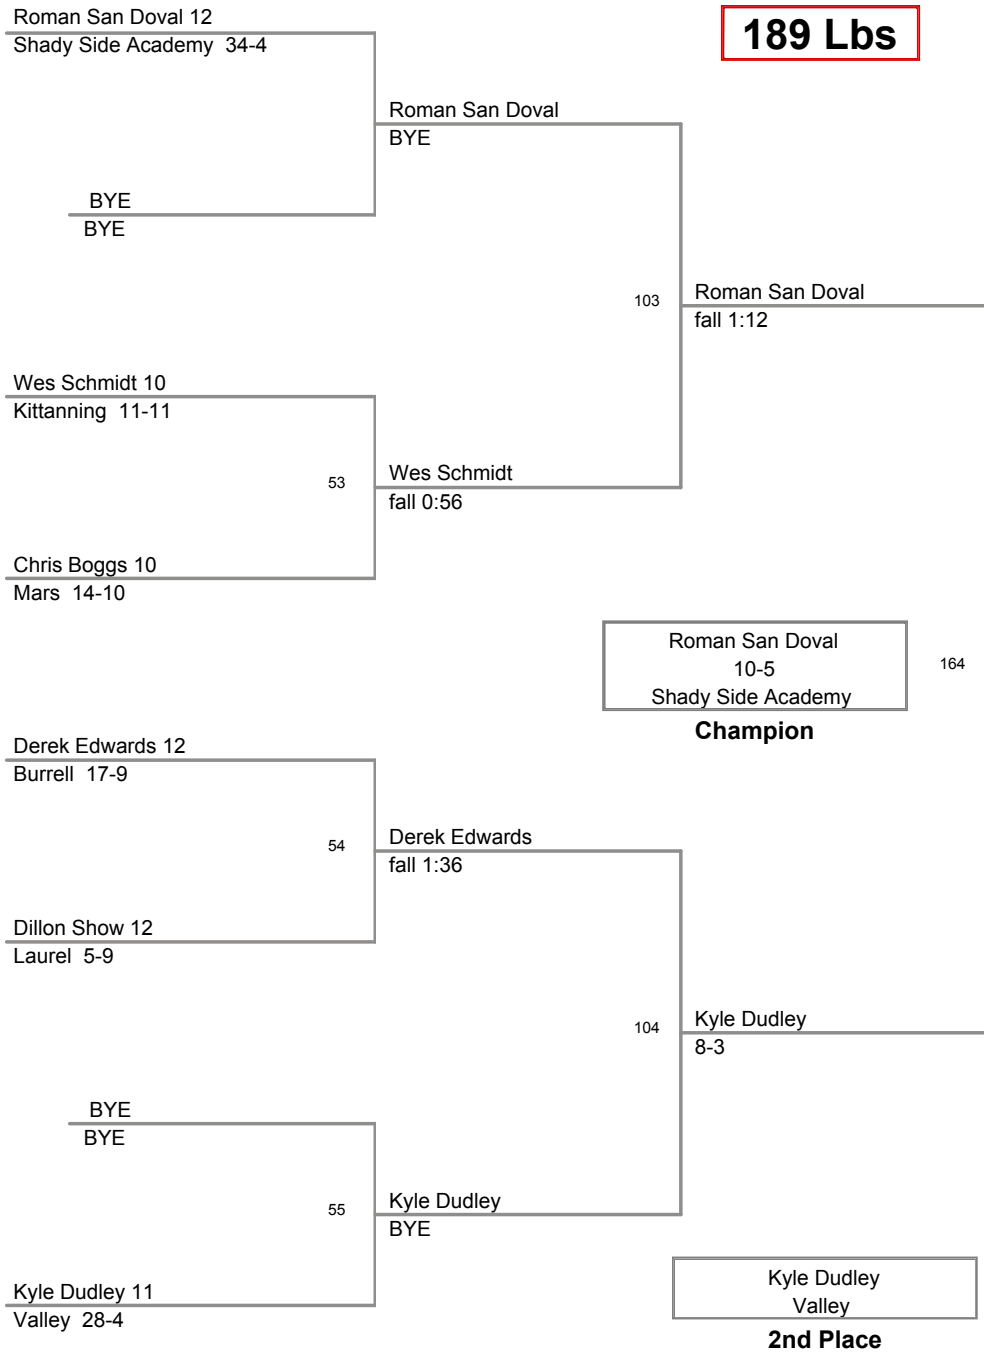 Roman San Doval 12
Shady Side Academy  34-4
189 Lbs
Roman San Doval
BYE
BYE
BYE
103
Roman San Doval
fall 1:12
Wes Schmidt 10
Kittanning  11-11
53
Wes Schmidt
fall 0:56
Chris Boggs 10
Mars  14-10
Roman San Doval
10-5
Shady Side Academy
164
Champion
Derek Edwards 12
Burrell  17-9
54
Derek Edwards
fall 1:36
Dillon Show 12
Laurel  5-9
104
Kyle Dudley
8-3
BYE
BYE
55
Kyle Dudley
BYE
Kyle Dudley 11
Valley  28-4
Kyle Dudley
Valley
2nd Place